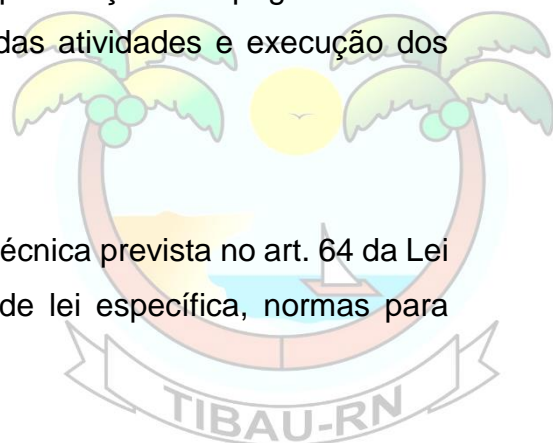 das atividades e execução dos
écnica prevista no art. 64 da Lei
de lei específica, normas para
TIBAU-RN